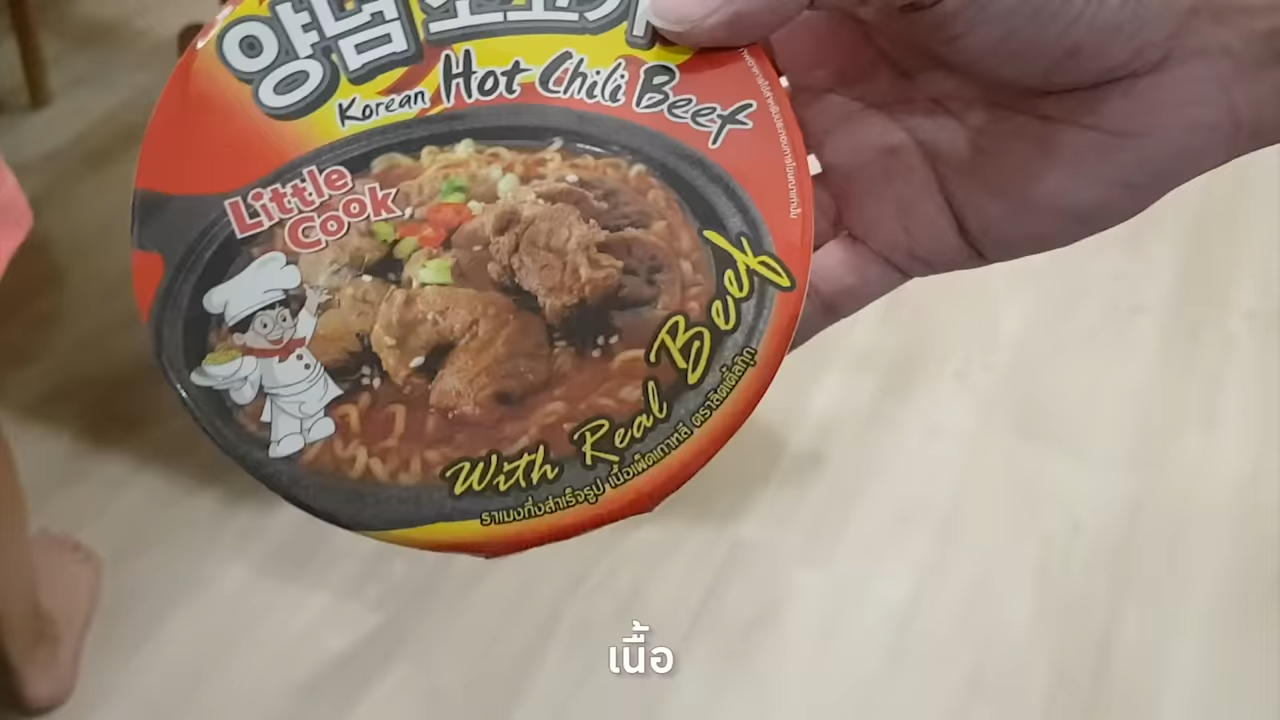 양념
Korean Hot Chili Beef
Little
Cook
With Real Beef
ราเมงกึ่งสำเร็จรูป เนื้อเผ็ดเกาหลี ตราลิตเติ้ลกุ๊ก
เนื้อ